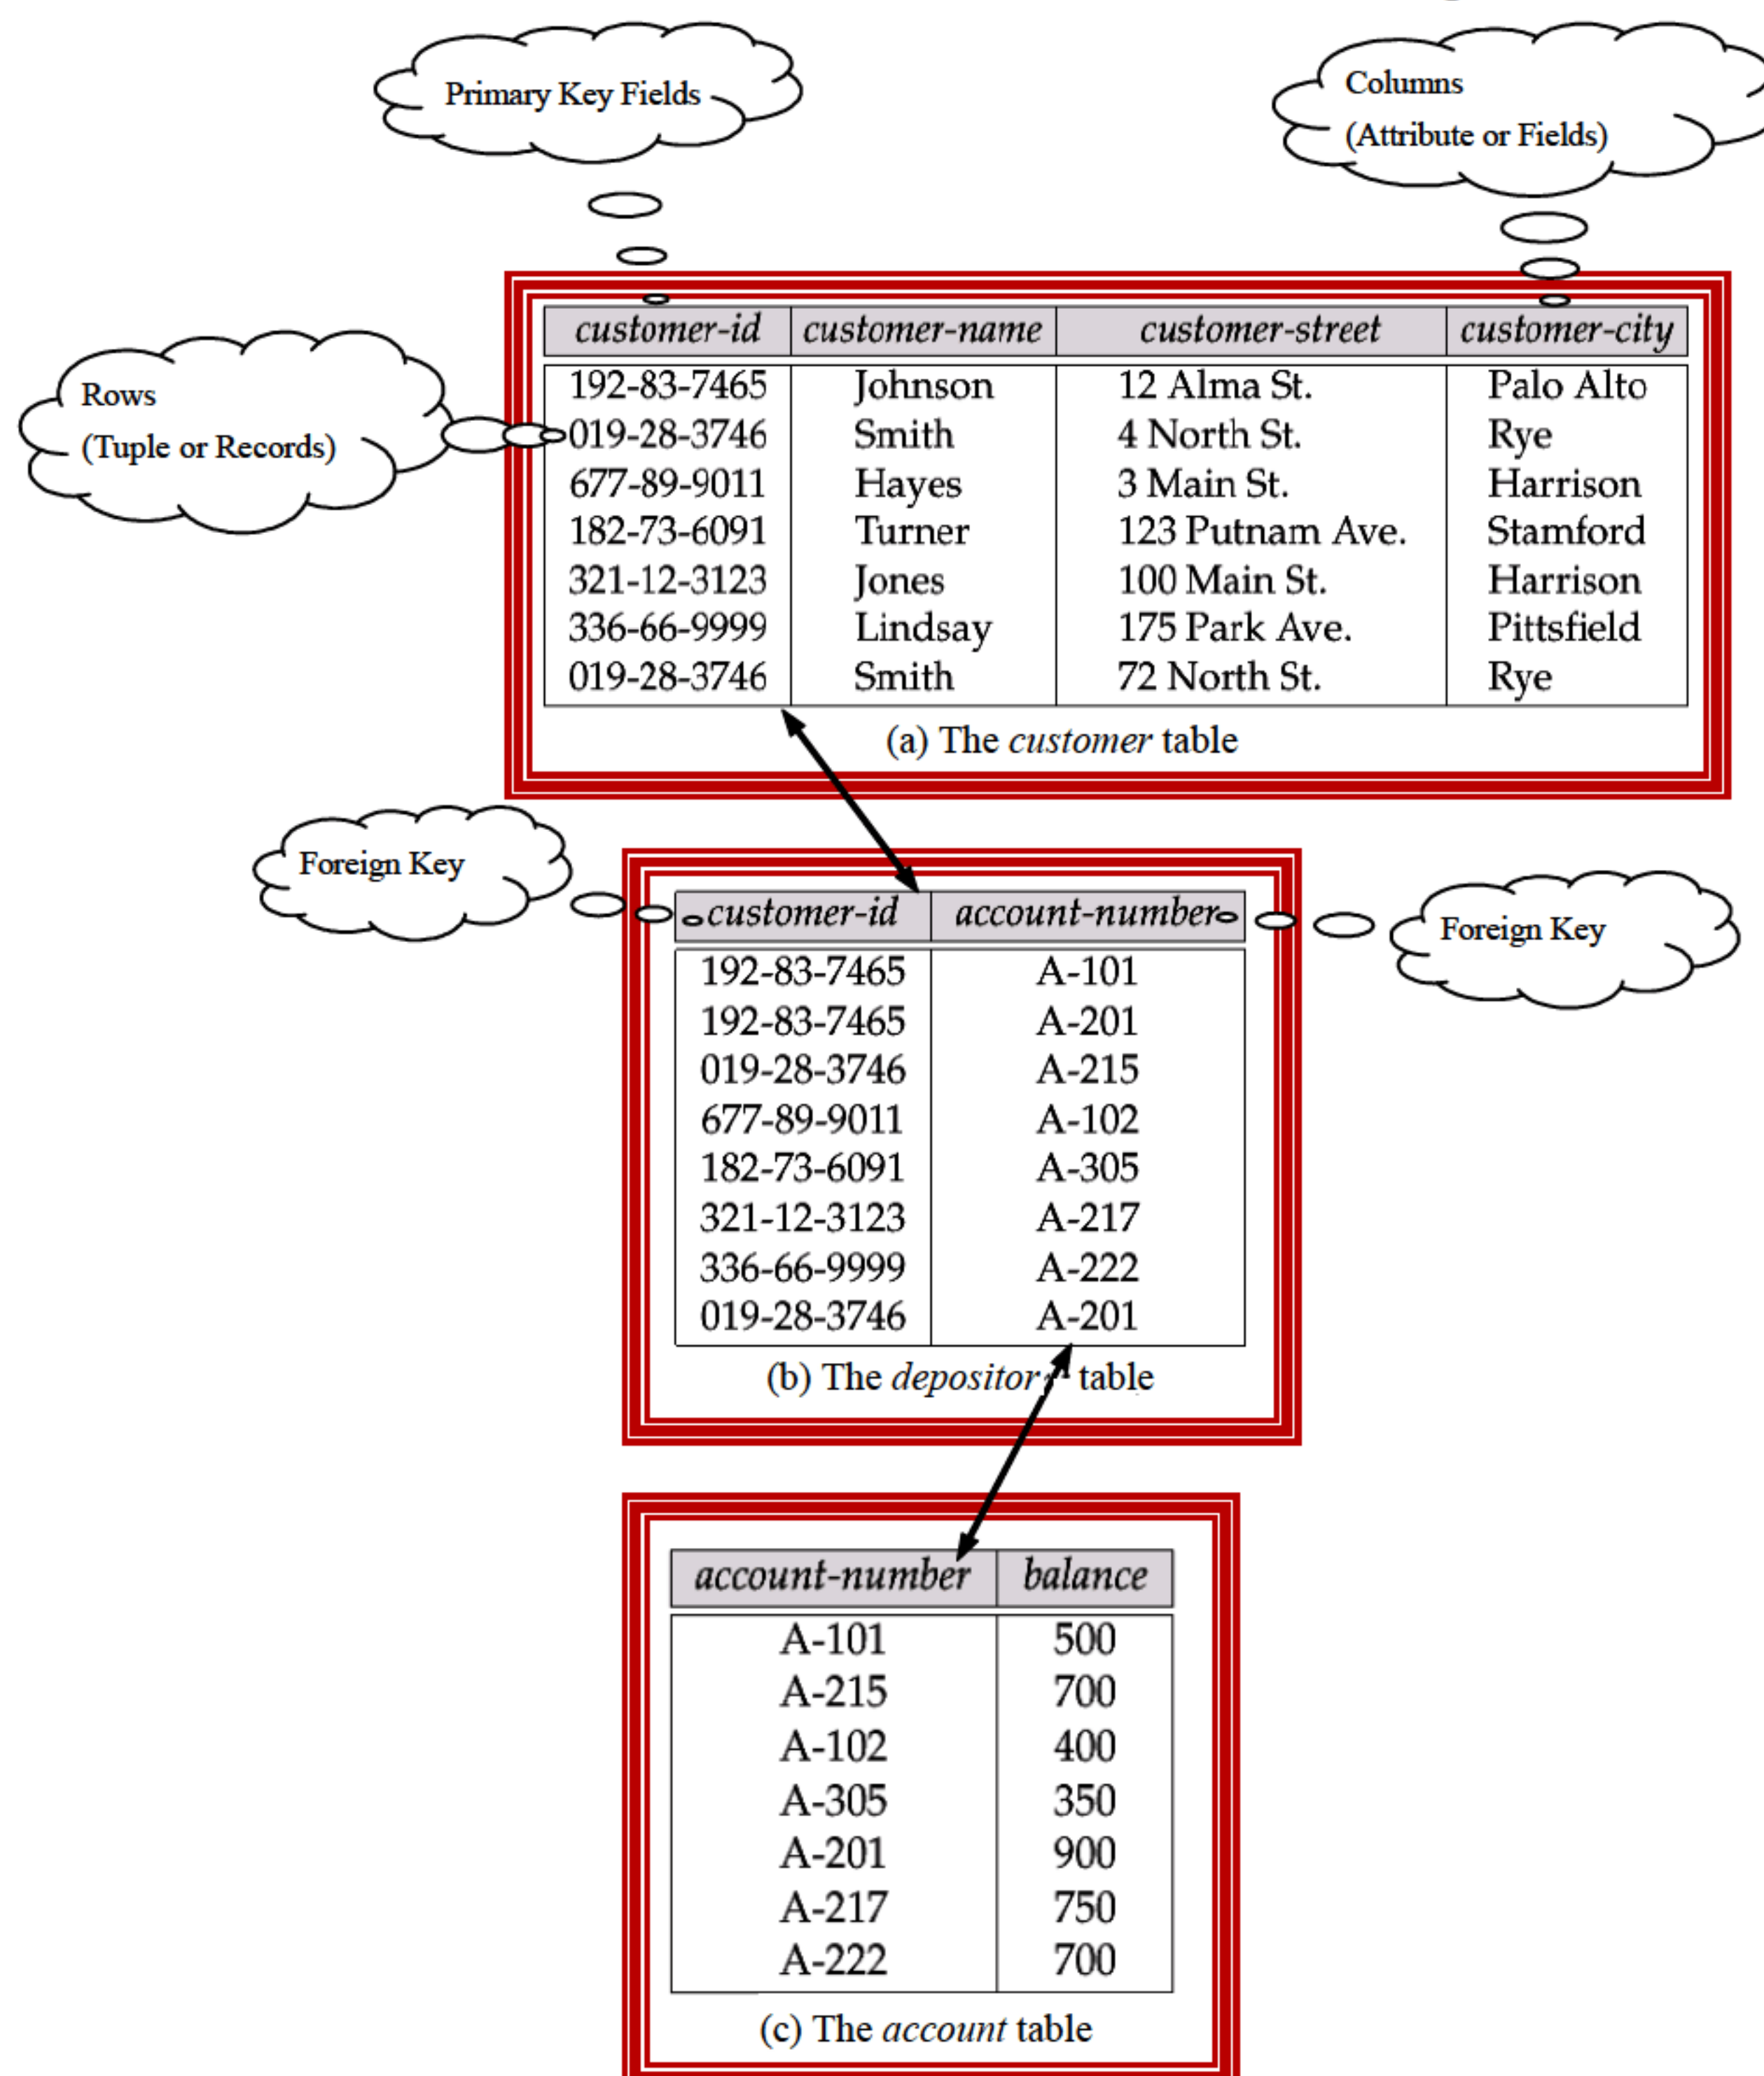 Primary Key Fields
Columns
(Attribute or Fields)
Rows
(Tuple or Records)
customer-id customer-name customer-street customer-city
192-83-7465 Johnson 12 Alma St. Palo Alto
019-28-3746 Smith 4 North St. Rye
677-89-9011 Hayes 3 Main St. Harrison
182-73-6091 Turner 123 Putnam Ave. Stamford
321-12-3123 Jones 100 Main St. Harrison
336-66-9999 Lindsay 175 Park Ave. Pittsfield
019-28-3746 Smith 72 North St. Rye
(a) The customer table
Foreign Key
Foreign Key
customer-id account-number
192-83-7465 A-101
192-83-7465 A-201
019-28-3746 A-215
677-89-9011 A-102
182-73-6091 A-305
321-12-3123 A-217
336-66-9999 A-222
019-28-3746 A-201
(b) The depositor table
account-number balance
A-101 500
A-215 700
A-102 400
A-305 350
A-201 900
A-217 750
A-222 700
(c) The account table